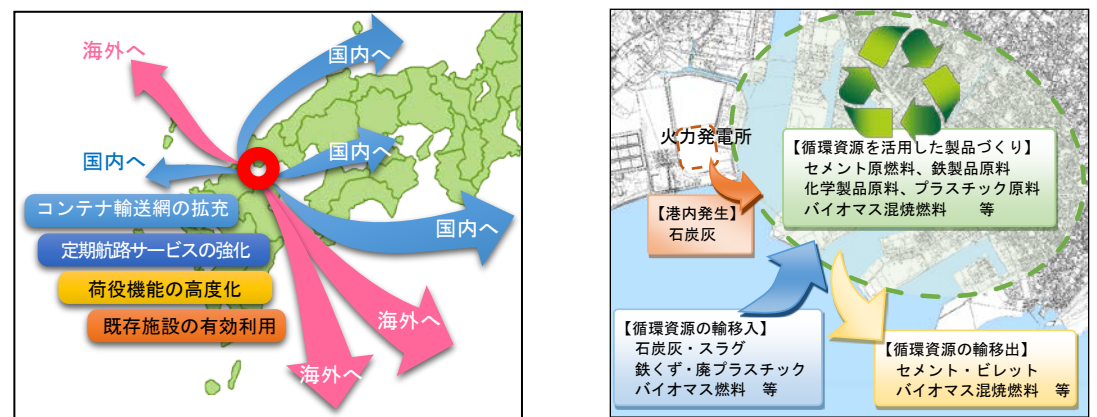 海外へ
国内へ
国内へ
国内へ
国内へ
海外へ
海外へ
コンテナ輸送網の拡充
定期航路サービスの強化
荷役機能の高度化
既存施設の有効利用
火力発電所
【循環資源を活用した製品づくり】
セメント原燃料、鉄製品原料
化学製品原料、プラスチック原料
バイオマス混焼燃料　等
【港内発生】
石炭灰
【循環資源の輸移入】
石炭灰・スラグ
鉄くず・廃プラスチック
バイオマス燃料　等
【循環資源の輸移出】
セメント・ビレット
バイオマス混焼燃料　等